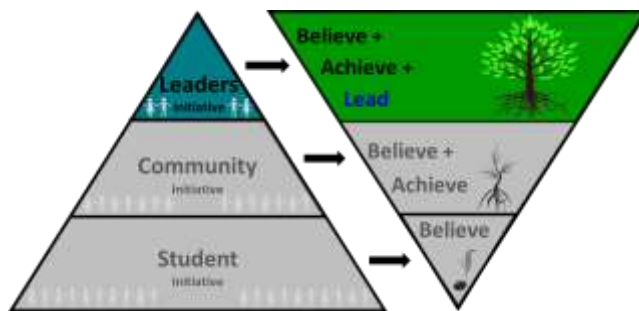 Leaders
Initiative
Community
Initiative
Student
Initiative
Believe +
Achieve +
Lead
Believe +
Achieve
Believe